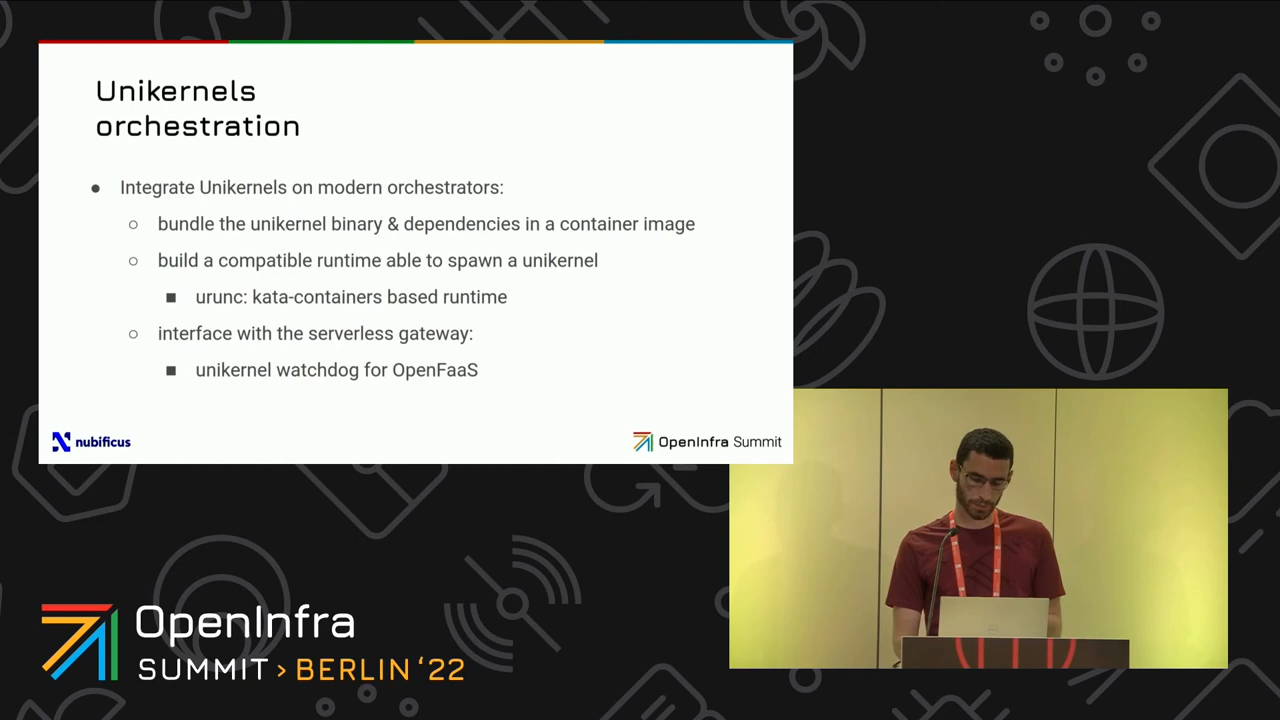 Unikernels
orchestration
● Integrate Unikernels on modern orchestrators:
○ bundle the unikernel binary & dependencies in a container image
○ build a compatible runtime able to spawn a unikernel
■ urunc: kata-containers based runtime
○ interface with the serverless gateway:
■ unikernel watchdog for OpenFaaS
nubificus
OpenInfra Summit
OpenInfra
SUMMIT > BERLIN ‘22